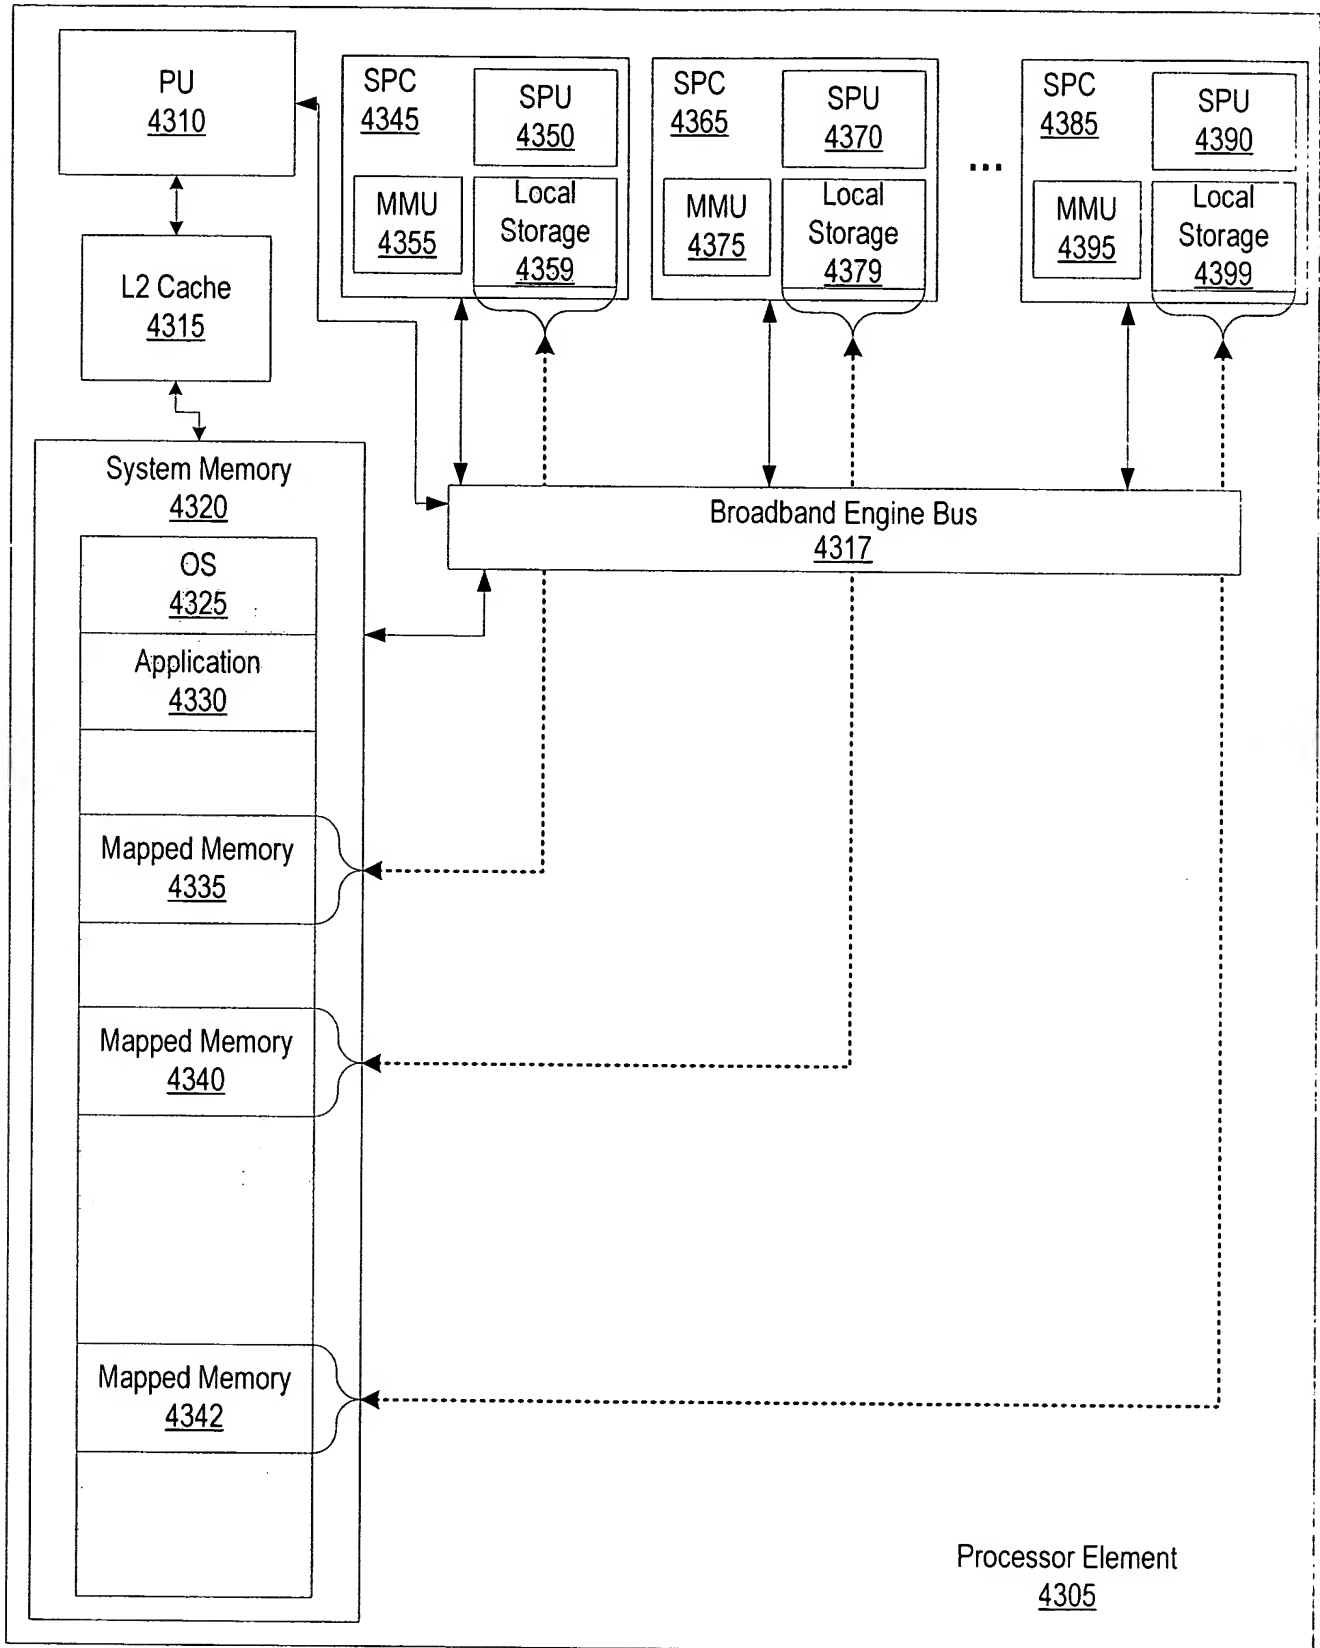 PU
4310
L2 Cache
4315
SPC
4345
SPU
4350
MMU
4355
Local
Storage
4359
SPC
4365
SPU
4370
MMU
4375
Local
Storage
4379
...
SPC
4385
SPU
4390
MMU
4395
Local
Storage
4399
Broadband Engine Bus
4317
System Memory
4320
OS
4325
Application
4330
Mapped Memory
4335
Mapped Memory
4340
Mapped Memory
4342
Processor Element
4305